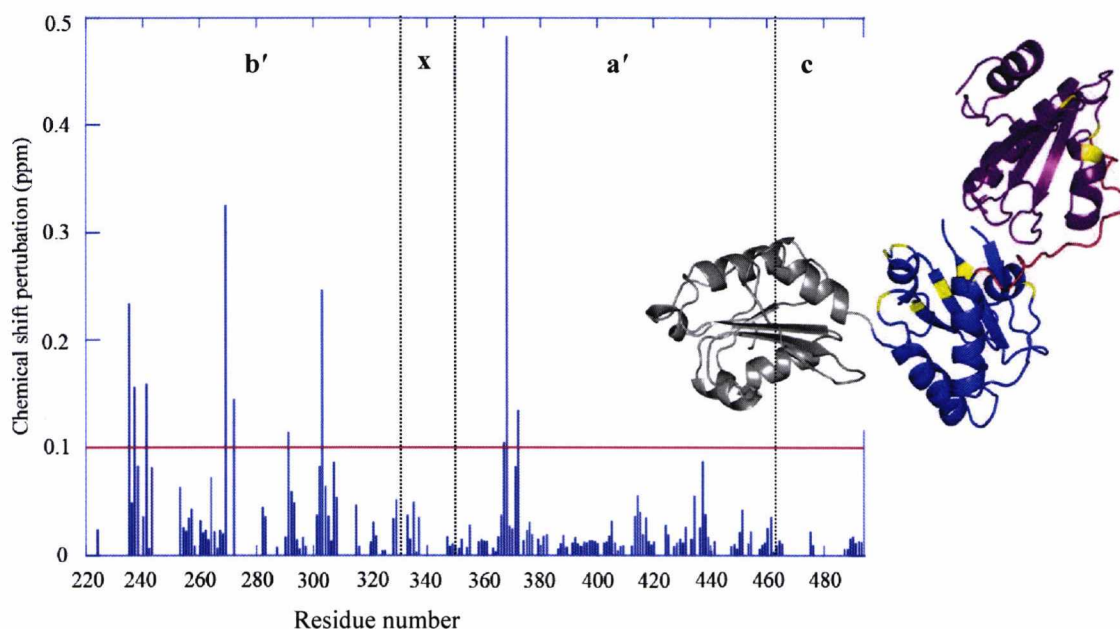 0.5
0.4
0.3
0.2
0.1
0
b′
x
a′
c
Chemical shift pertubation (ppm)
220 240 260 280 300 320 340 360 380 400 420 440 460 480
Residue number